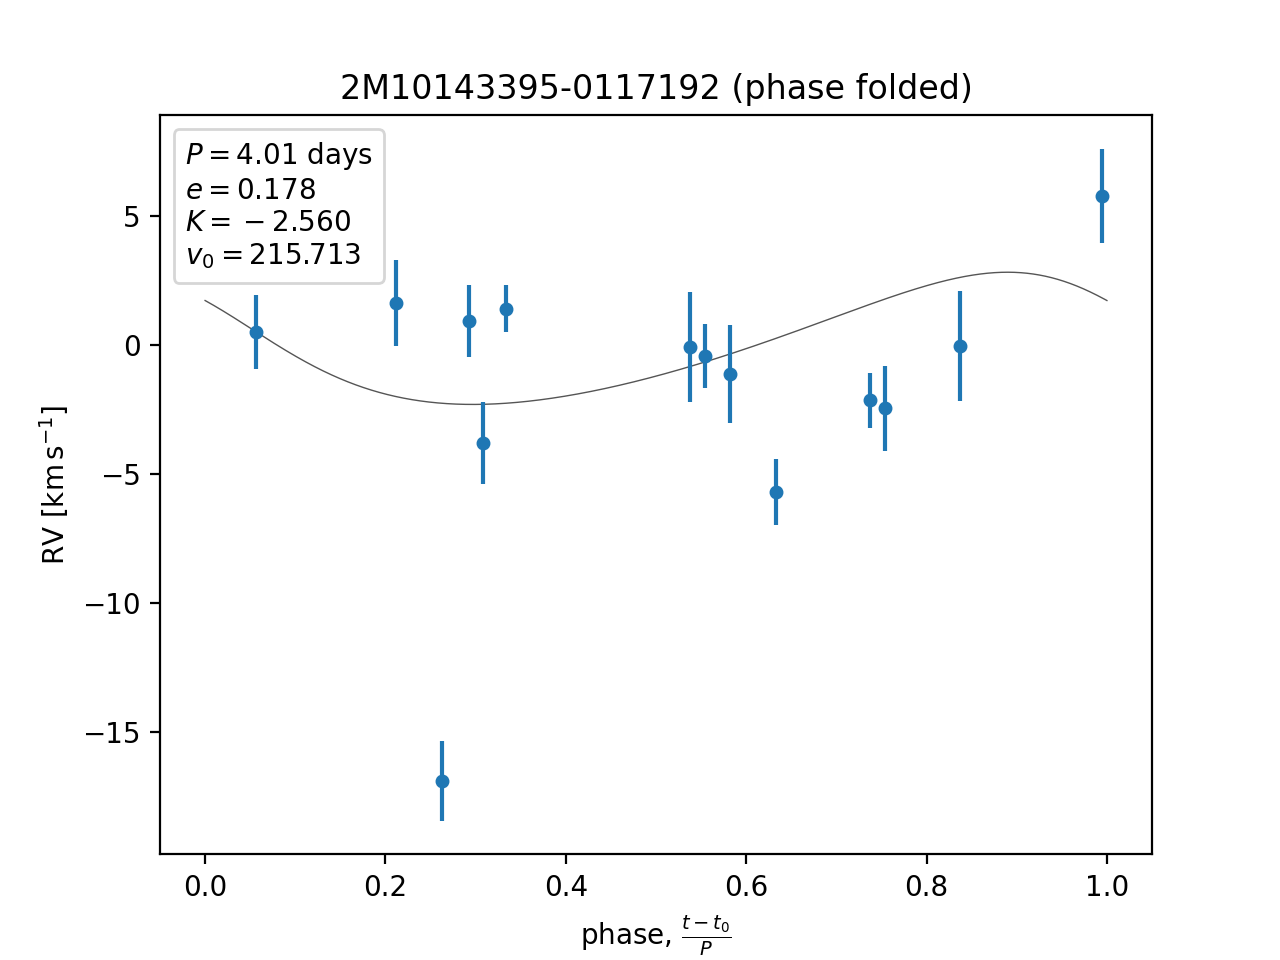 2M10143395-0117192 (phase folded)
P = 4.01 days
e = 0.178
K = −2.560
v₀ = 215.713
RV [km s⁻¹]
5
0
−5
−10
−15
0.0 0.2 0.4 0.6 0.8 1.0
phase, (t − t₀)/P